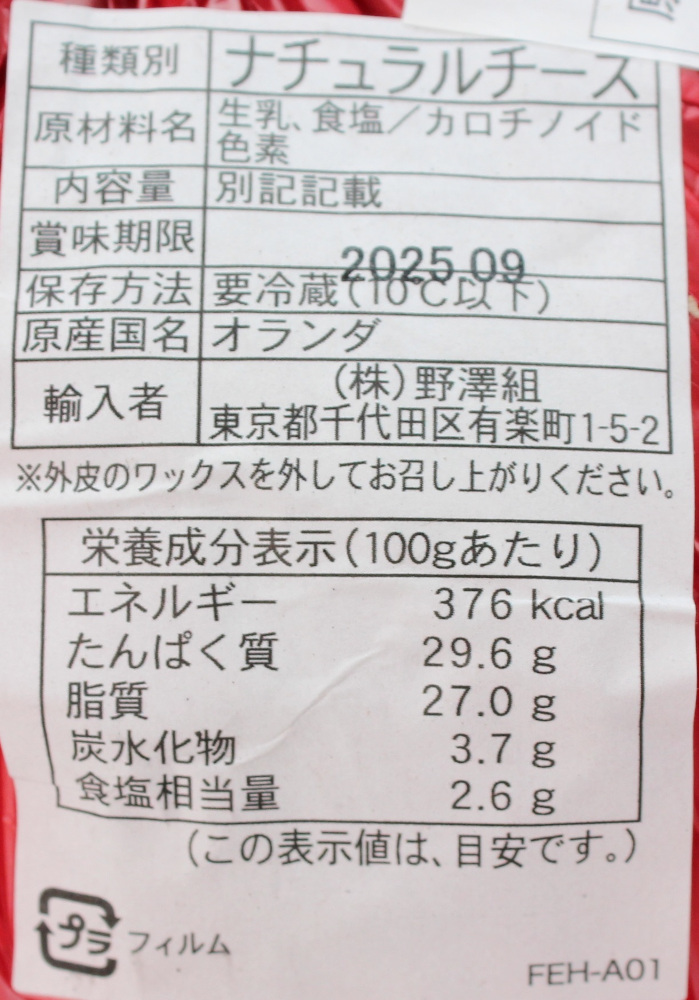 種類別 ナチュラルチーズ
原材料名 生乳、食塩／カロチノイド
色素
内容量 別記記載
賞味期限 2025.09
保存方法 要冷蔵(10℃以下)
原産国名 オランダ
輸入者 (株)野澤組
東京都千代田区有楽町1-5-2
※外皮のワックスを外してお召し上がりください。
栄養成分表示(100gあたり)
エネルギー 376 kcal
たんぱく質 29.6 g
脂質 27.0 g
炭水化物 3.7 g
食塩相当量 2.6 g
(この表示値は、目安です。)
プラ フィルム
FEH-A01